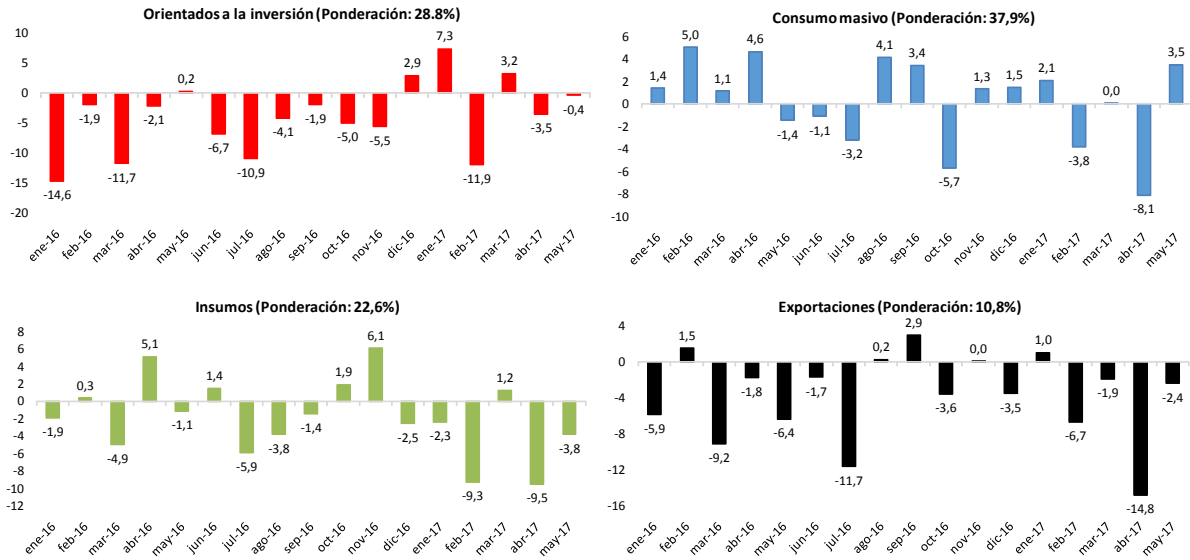 Orientados a la inversión (Ponderación: 28.8%)
10
5
0
-5
-10
-15
-20
-14,6
-1,9
-11,7
-2,1
0,2
-6,7
-10,9
-4,1
-1,9
-5,0
-5,5
2,9
7,3
-11,9
3,2
-3,5
-0,4
ene-16
feb-16
mar-16
abr-16
may-16
jun-16
jul-16
ago-16
sep-16
oct-16
nov-16
dic-16
ene-17
feb-17
mar-17
abr-17
may-17
Consumo masivo (Ponderación: 37,9%)
6
4
2
0
-2
-4
-6
-8
-10
1,4
5,0
1,1
4,6
-1,4
-1,1
-3,2
4,1
3,4
-5,7
1,3
1,5
2,1
-3,8
0,0
-8,1
3,5
ene-16
feb-16
mar-16
abr-16
may-16
jun-16
jul-16
ago-16
sep-16
oct-16
nov-16
dic-16
ene-17
feb-17
mar-17
abr-17
may-17
Insumos (Ponderación: 22,6%)
8
6
4
2
0
-2
-4
-6
-8
-10
-12
-1,9
0,3
-4,9
5,1
-1,1
1,4
-5,9
-3,8
-1,4
1,9
6,1
-2,5
-2,3
-9,3
1,2
-9,5
-3,8
ene-16
feb-16
mar-16
abr-16
may-16
jun-16
jul-16
ago-16
sep-16
oct-16
nov-16
dic-16
ene-17
feb-17
mar-17
abr-17
may-17
Exportaciones (Ponderación: 10,8%)
4
0
-4
-8
-12
-16
-5,9
1,5
-9,2
-1,8
-6,4
-1,7
-11,7
0,2
2,9
-3,6
0,0
-3,5
1,0
-6,7
-1,9
-14,8
-2,4
ene-16
feb-16
mar-16
abr-16
may-16
jun-16
jul-16
ago-16
sep-16
oct-16
nov-16
dic-16
ene-17
feb-17
mar-17
abr-17
may-17